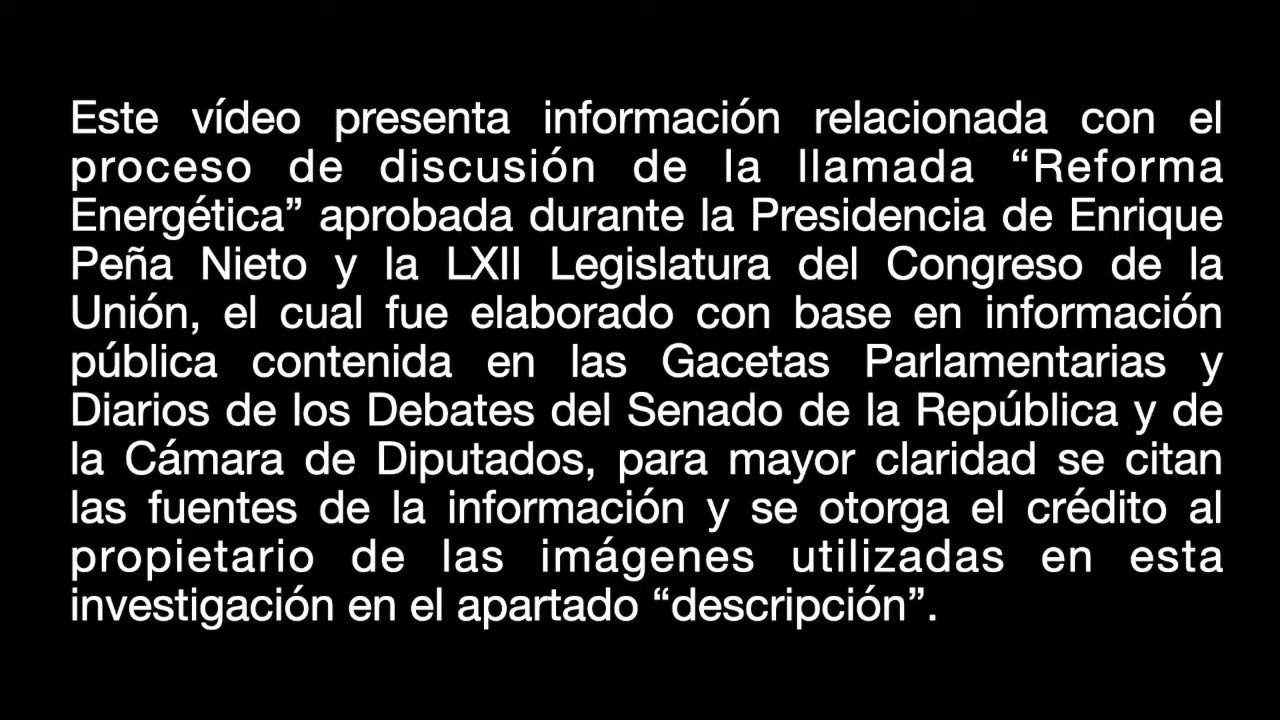 Este vídeo presenta información relacionada con el
proceso de discusión de la llamada “Reforma
Energética” aprobada durante la Presidencia de Enrique
Peña Nieto y la LXII Legislatura del Congreso de la
Unión, el cual fue elaborado con base en información
pública contenida en las Gacetas Parlamentarias y
Diarios de los Debates del Senado de la República y de
la Cámara de Diputados, para mayor claridad se citan
las fuentes de la información y se otorga el crédito al
propietario de las imágenes utilizadas en esta
investigación en el apartado “descripción”.